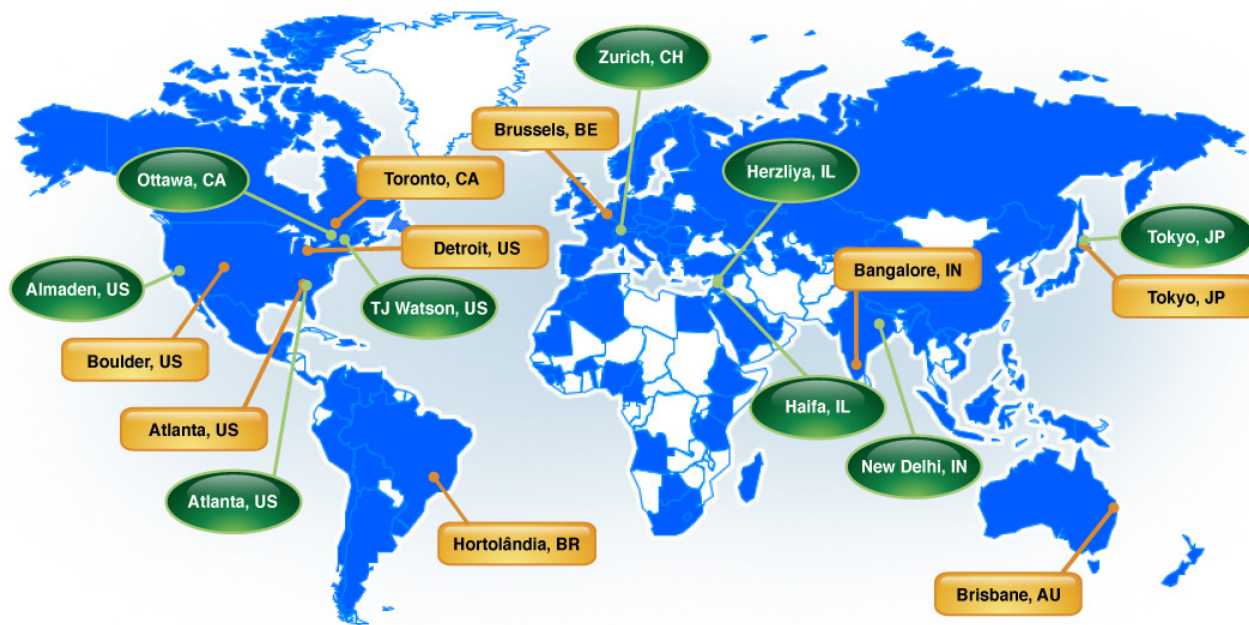 Zurich, CH
Brussels, BE
Ottawa, CA
Toronto, CA
Herzliya, IL
Detroit, US
Tokyo, JP
Bangalore, IN
Almaden, US
TJ Watson, US
Tokyo, JP
Boulder, US
Haifa, IL
Atlanta, US
New Delhi, IN
Atlanta, US
Hortolândia, BR
Brisbane, AU